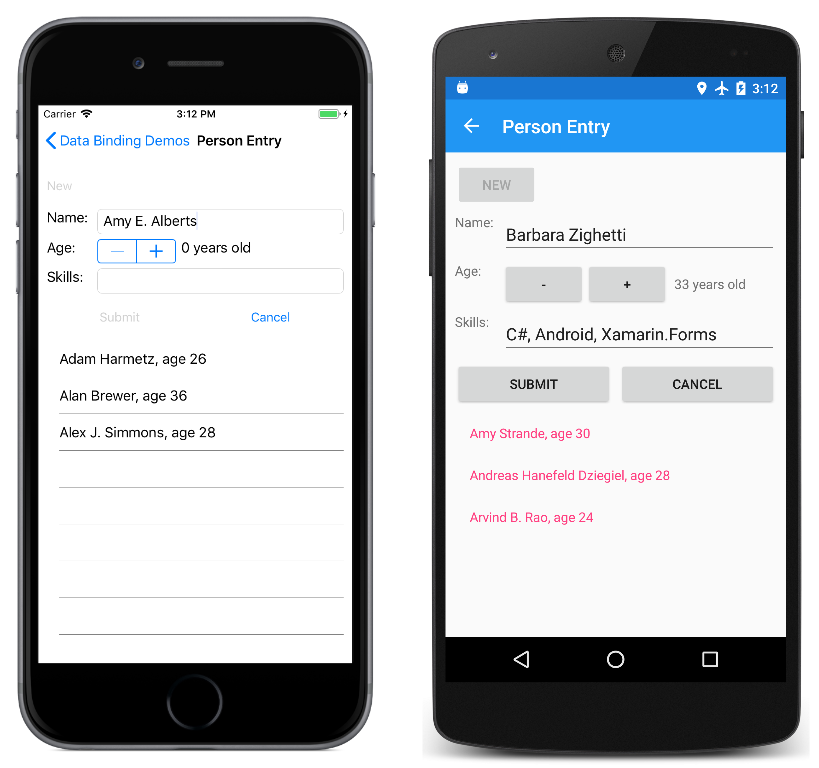 Carrier 3:12 PM
Data Binding Demos Person Entry
New
Name: Amy E. Alberts
Age: 0 years old
Skills:
Submit Cancel
Adam Harmetz, age 26
Alan Brewer, age 36
Alex J. Simmons, age 28
3:12
Person Entry
NEW
Name: Barbara Zighetti
Age: - + 33 years old
Skills: C#, Android, Xamarin.Forms
SUBMIT CANCEL
Amy Strande, age 30
Andreas Hanefeld Dziegiel, age 28
Arvind B. Rao, age 24